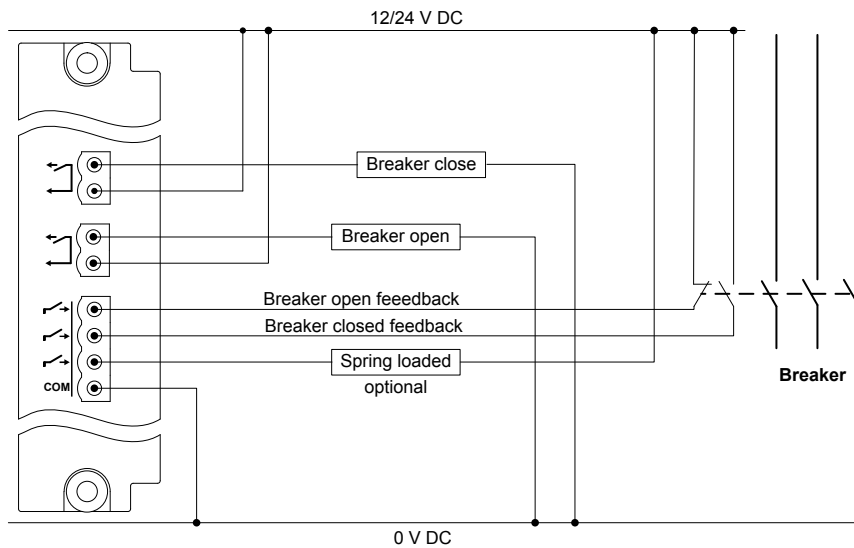 12/24 V DC
Breaker close
Breaker open
Breaker open feeedback
Breaker closed feedback
Spring loaded
optional
COM
Breaker
0 V DC